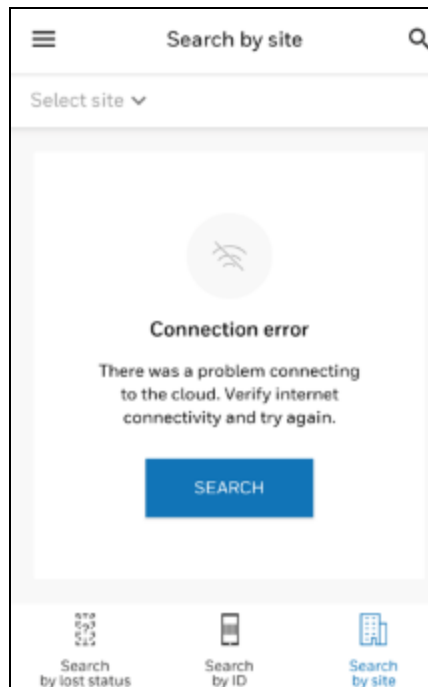 Search by site
Select site
Connection error
There was a problem connecting
to the cloud. Verify internet
connectivity and try again.
SEARCH
Search
by lost status
Search
by ID
Search
by site